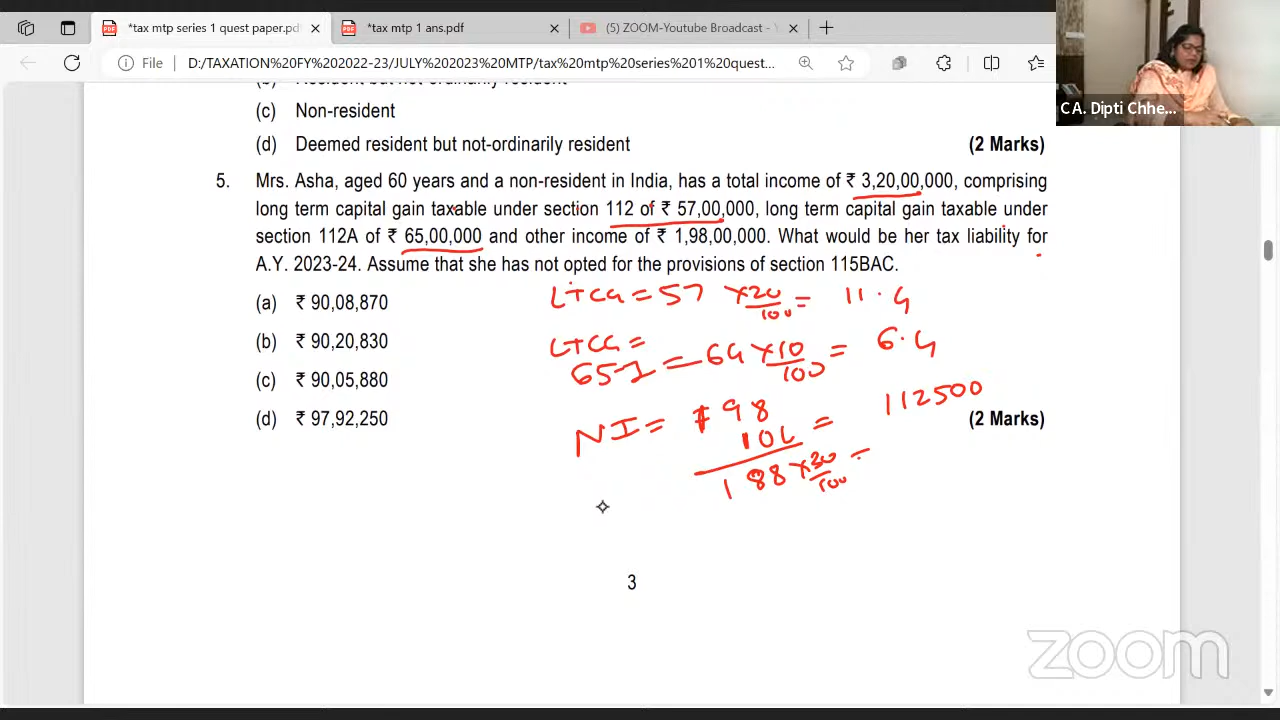 *tax mtp series 1 quest paper.pdf
*tax mtp 1 ans.pdf
(5) ZOOM-Youtube Broadcast - Y
File D:/TAXATION%20FY%202022-23/JULY%202023%20MTP/tax%20mtp%20series%201%20quest...
C A. Dipti Chhe...
(c) Non-resident
(d) Deemed resident but not-ordinarily resident (2 Marks)
5. Mrs. Asha, aged 60 years and a non-resident in India, has a total income of ₹ 3,20,00,000, comprising
long term capital gain taxable under section 112 of ₹ 57,00,000, long term capital gain taxable under
section 112A of ₹ 65,00,000 and other income of ₹ 1,98,00,000. What would be her tax liability for
A.Y. 2023-24. Assume that she has not opted for the provisions of section 115BAC.
(a) ₹ 90,08,870
(b) ₹ 90,20,830
(c) ₹ 90,05,880
(d) ₹ 97,92,250 (2 Marks)
LTCG = 57 × 20/100 = 11.4
LTCG =
65 = 64 × 10/100 = 6.4
NI = 198
10L = 112500
188 × 30/100 =
3
zoom